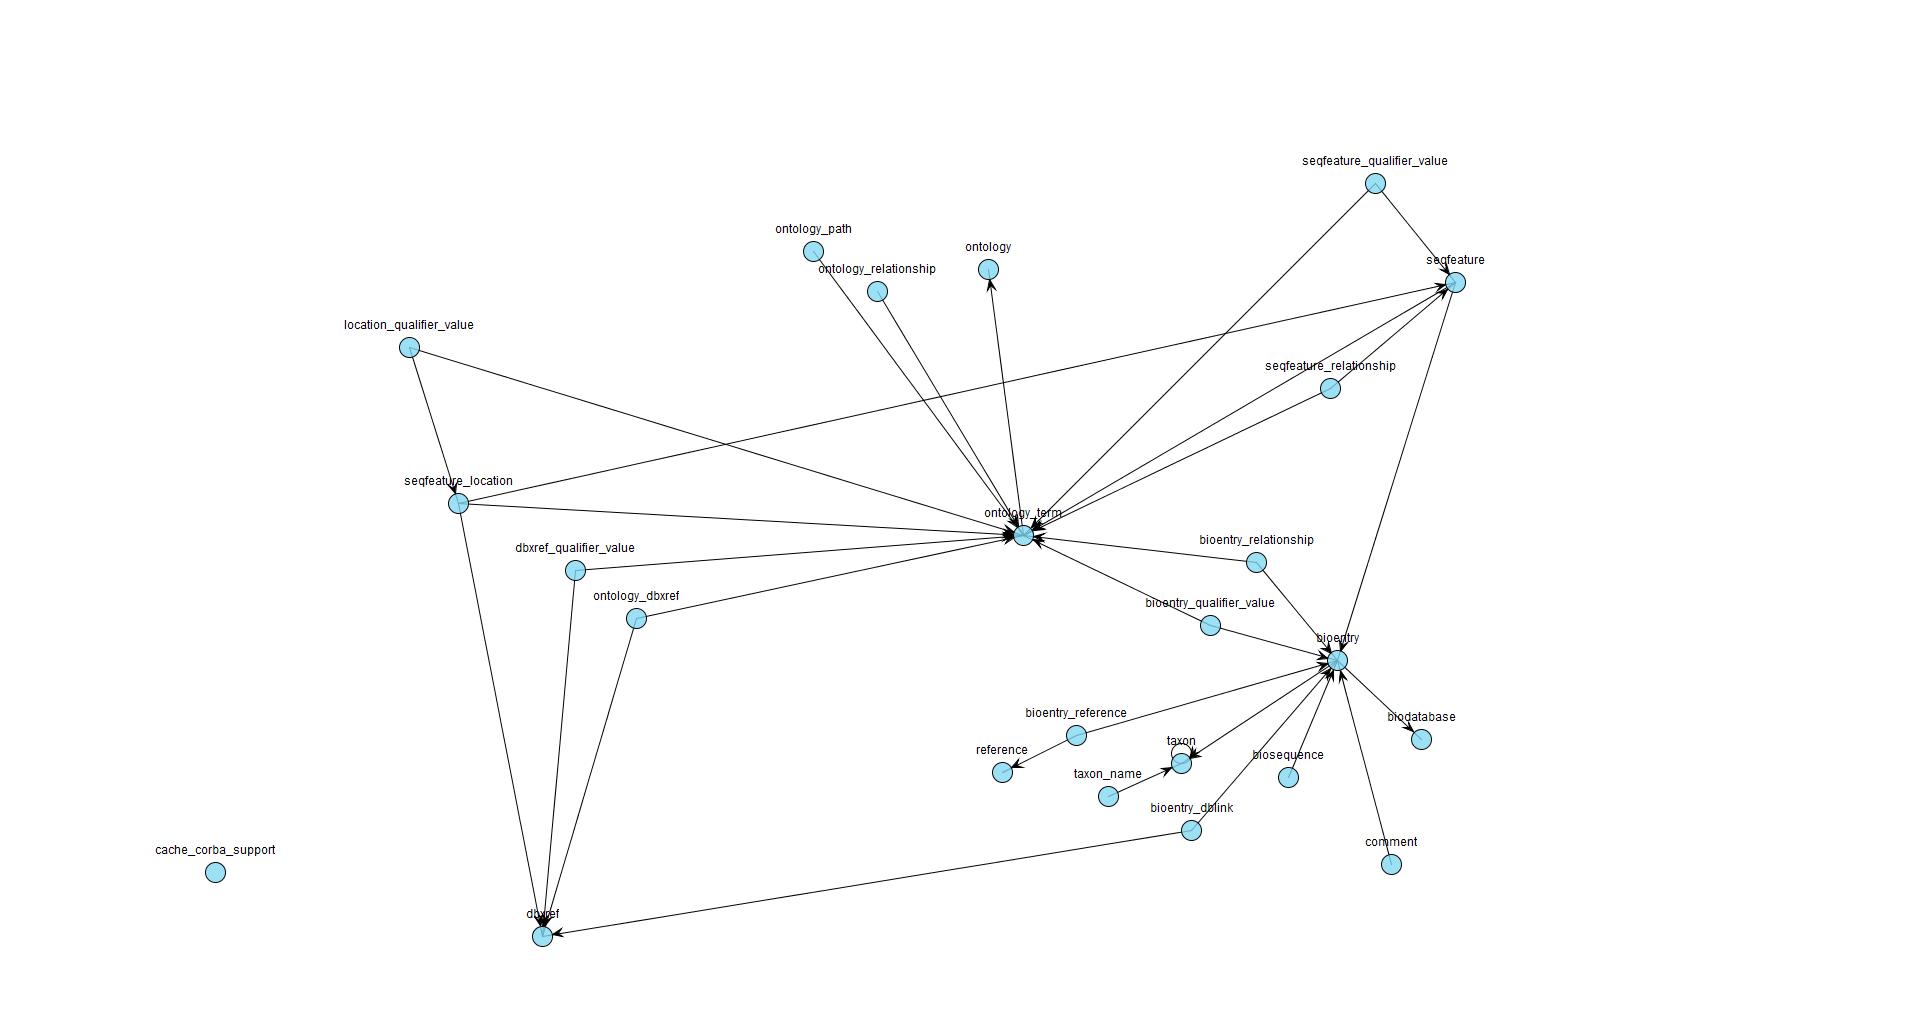 seqfeature_qualifier_value
ontology_path
ontology
seqfeature
ontology_relationship
location_qualifier_value
seqfeature_relationship
seqfeature_location
ontology_term
bioentry_relationship
dbxref_qualifier_value
ontology_dbxref
bioentry_qualifier_value
bioentry
bioentry_reference
biodatabase
taxon
reference
biosequence
taxon_name
bioentry_dblink
comment
cache_corba_support
dbxref